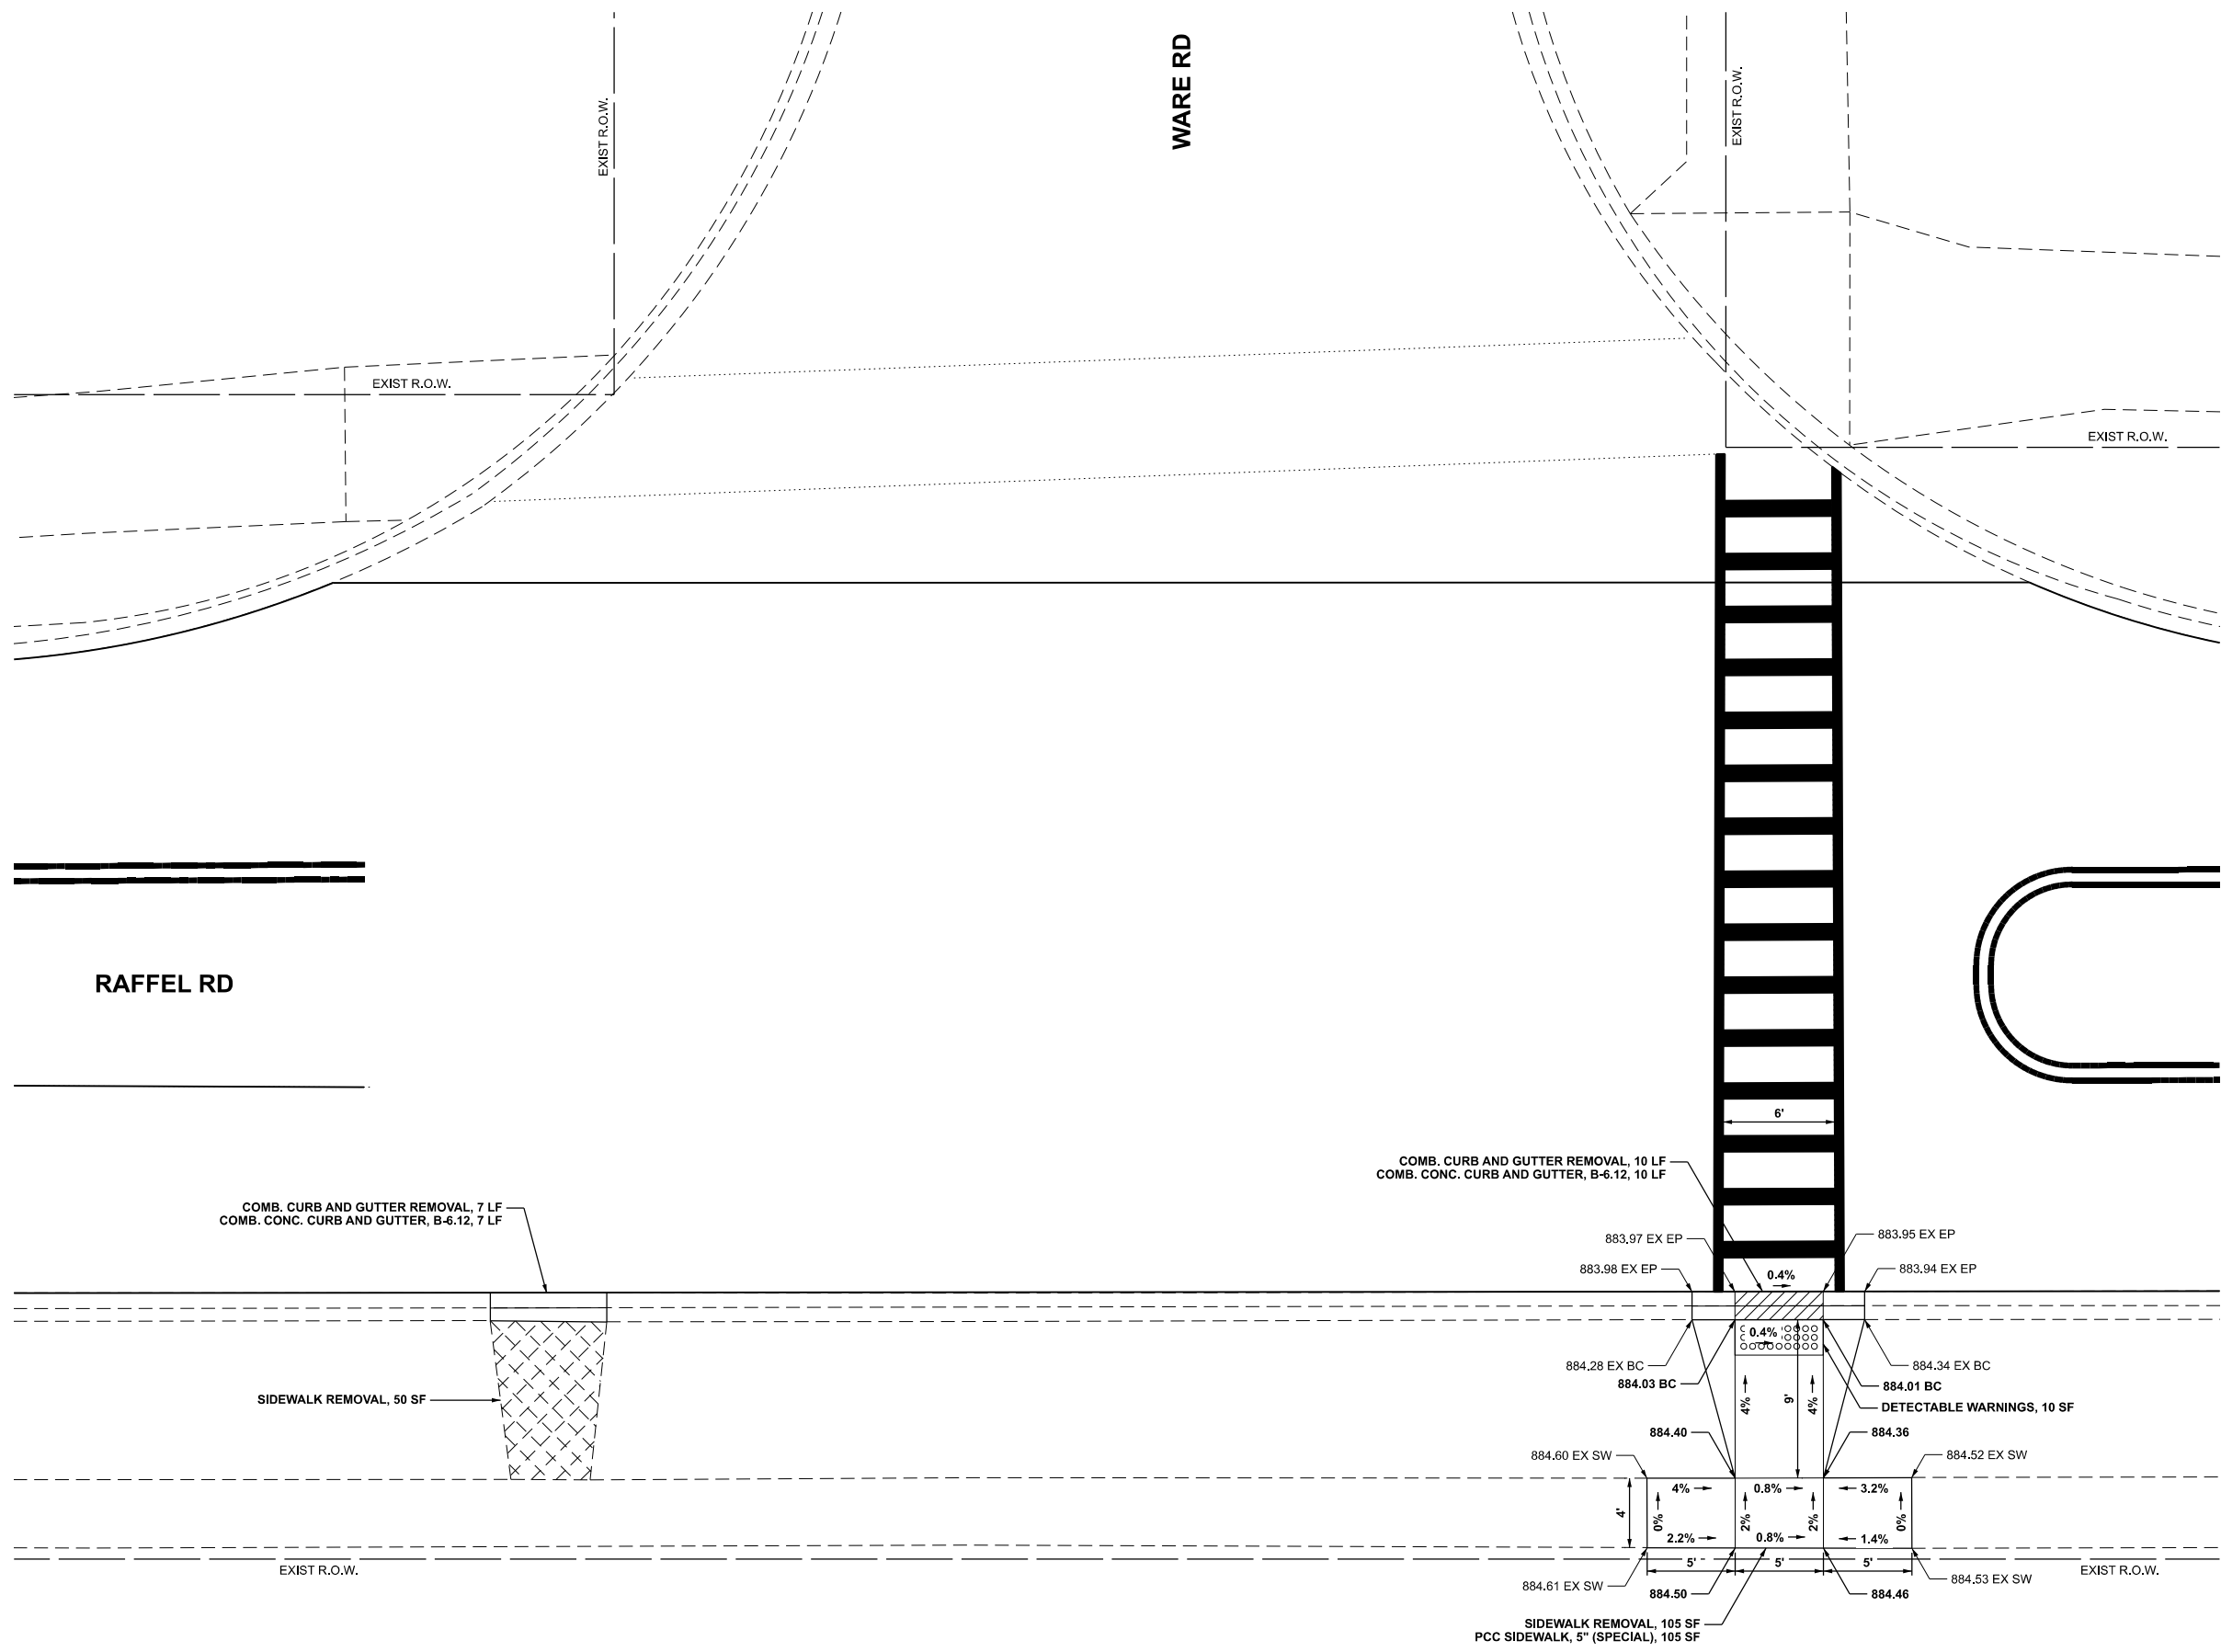 WARE RD
EXIST R.O.W.
EXIST R.O.W.
EXIST R.O.W.
EXIST R.O.W.
RAFFEL RD
6'
COMB. CURB AND GUTTER REMOVAL, 10 LF
COMB. CONC. CURB AND GUTTER, B-6.12, 10 LF
COMB. CURB AND GUTTER REMOVAL, 7 LF
COMB. CONC. CURB AND GUTTER, B-6.12, 7 LF
883.97 EX EP
883.95 EX EP
883.98 EX EP
0.4%
883.94 EX EP
0.4%
884.28 EX BC
884.34 EX BC
884.03 BC
884.01 BC
SIDEWALK REMOVAL, 50 SF
4%
9'
4%
DETECTABLE WARNINGS, 10 SF
884.40
884.36
884.60 EX SW
884.52 EX SW
4%
0.8%
3.2%
4'
0%
2%
2%
0%
2.2%
0.8%
1.4%
EXIST R.O.W.
5'
5'
5'
EXIST R.O.W.
884.61 EX SW
884.50
884.46
884.53 EX SW
SIDEWALK REMOVAL, 105 SF
PCC SIDEWALK, 5" (SPECIAL), 105 SF